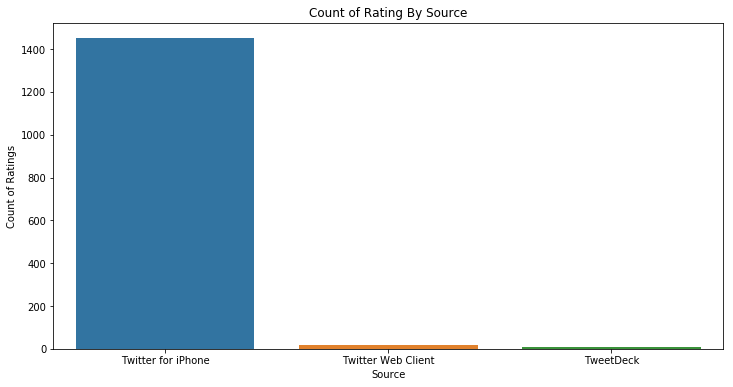 Count of Rating By Source
Count of Ratings
1400
1200
1000
800
600
400
200
0
Twitter for iPhone
Twitter Web Client
TweetDeck
Source